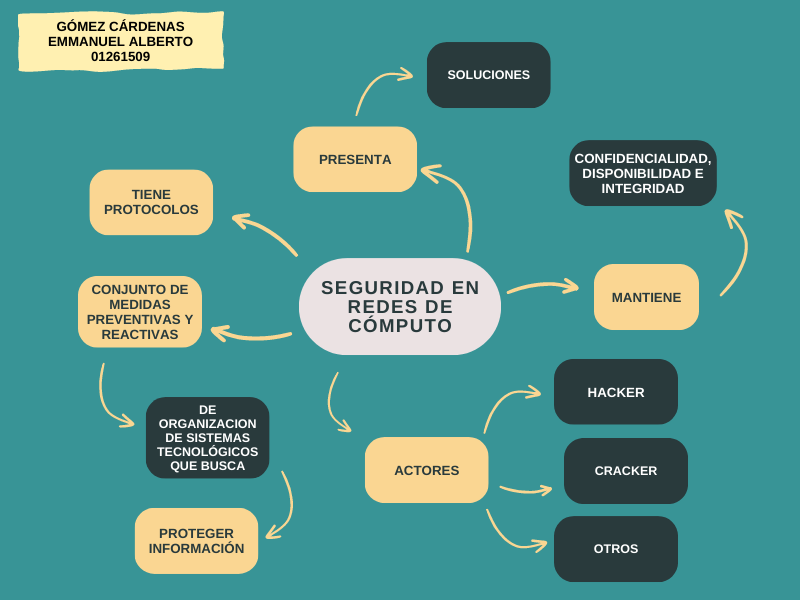 GÓMEZ CÁRDENAS
EMMANUEL ALBERTO
01261509
SOLUCIONES
PRESENTA
CONFIDENCIALIDAD,
DISPONIBILIDAD E
INTEGRIDAD
TIENE
PROTOCOLOS
CONJUNTO DE
MEDIDAS
PREVENTIVAS Y
REACTIVAS
SEGURIDAD EN
REDES DE
CÓMPUTO
MANTIENE
DE
ORGANIZACION
DE SISTEMAS
TECNOLÓGICOS
QUE BUSCA
HACKER
ACTORES
CRACKER
PROTEGER
INFORMACIÓN
OTROS